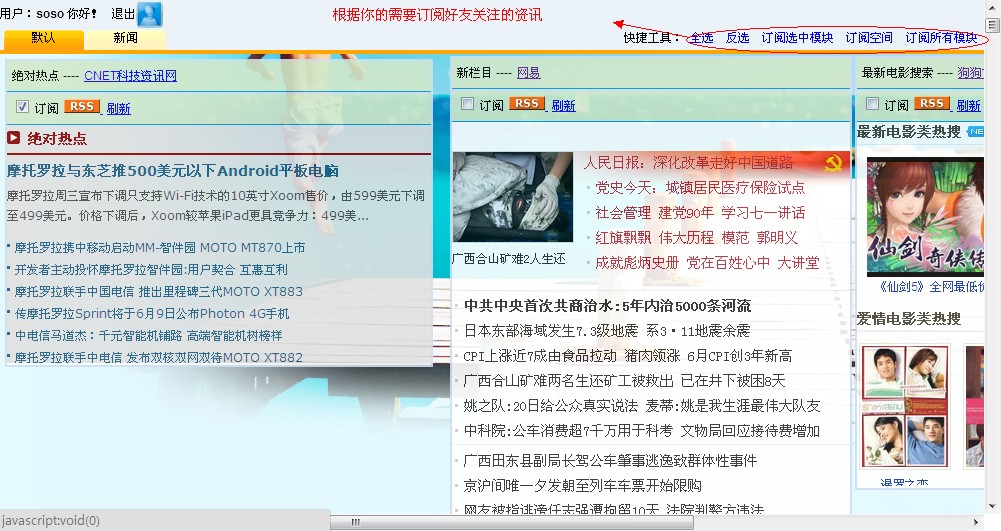 用户：soso 你好！ 退出
根据你的需要订阅好友关注的资讯
默认 新闻
快捷工具： 全选 反选 订阅选中模块 订阅空间 订阅所有模块
绝对热点 ---- CNET科技资讯网
订阅 RSS 刷新
绝对热点
摩托罗拉与东芝推500美元以下Android平板电脑
摩托罗拉周三宣布下调只支持Wi-Fi技术的10英寸Xoom售价，由599美元下调
至499美元。价格下调后，Xoom较苹果iPad更具竞争力：499美...
摩托罗拉携中移动启动MM-智件园 MOTO MT870上市
开发者主动投怀摩托罗拉智件园:用户契合 互惠互利
摩托罗拉联手中国电信 推出里程碑三代MOTO XT883
传摩托罗拉Sprint将于6月9日公布Photon 4G手机
中电信马道杰：千元智能机铺路 高端智能机树榜样
摩托罗拉联手中电信 发布双核双网双待MOTO XT882
新栏目 ---- 网易
订阅 RSS 刷新
广西合山矿难2人生还
人民日报：深化改革走好中国道路
党史今天：城镇居民医疗保险试点
社会管理 建党90年 学习七一讲话
红旗飘飘 伟大历程 模范 郭明义
成就彪炳史册 党在百姓心中 大讲堂
中共中央首次共商治水:5年内治5000条河流
日本东部海域发生7.3级地震 系3·11地震余震
CPI上涨近7成由食品拉动 猪肉领涨 6月CPI创3年新高
广西合山矿难两名生还矿工被救出 已在井下被困8天
姚之队:20日给公众真实说法 麦蒂:姚是我生涯最伟大队友
中科院:公车消费超7千万用于科考 文物局回应接待费增加
广西田东县副局长驾公车肇事逃逸致群体性事件
京沪间唯一夕发朝至列车车票开始限购
网友被指逃谤任志强遭拘留10天 法院判警方违法
最新电影搜索 ---- 狗狗
订阅 RSS 刷新
最新电影类热搜 NE
仙剑奇侠传
《仙剑5》全网最低价
爱情电影类热搜
javascript:void(0)